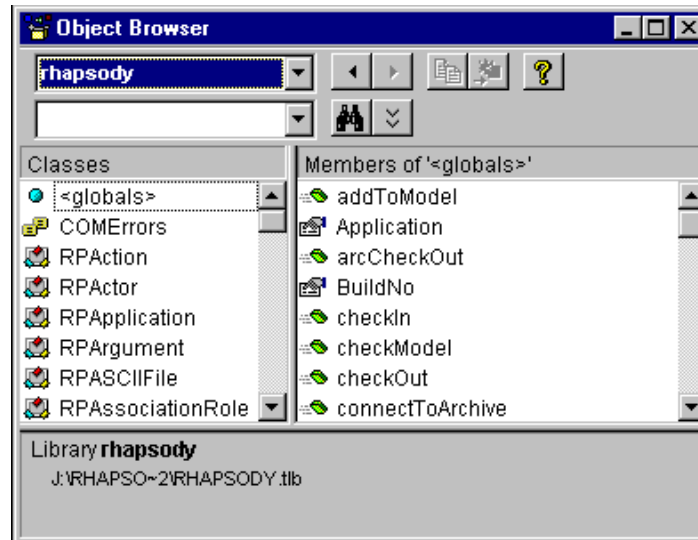 Object Browser
rhapsody
Classes
<globals>
COMErrors
RPAction
RPActor
RPApplication
RPArgument
RPASCIIFile
RPAssociationRole
Members of '<globals>'
addToModel
Application
arcCheckOut
BuildNo
checkIn
checkModel
checkOut
connectToArchive
Library rhapsody
J:\RHAPSO~2\RHAPSODY.tlb